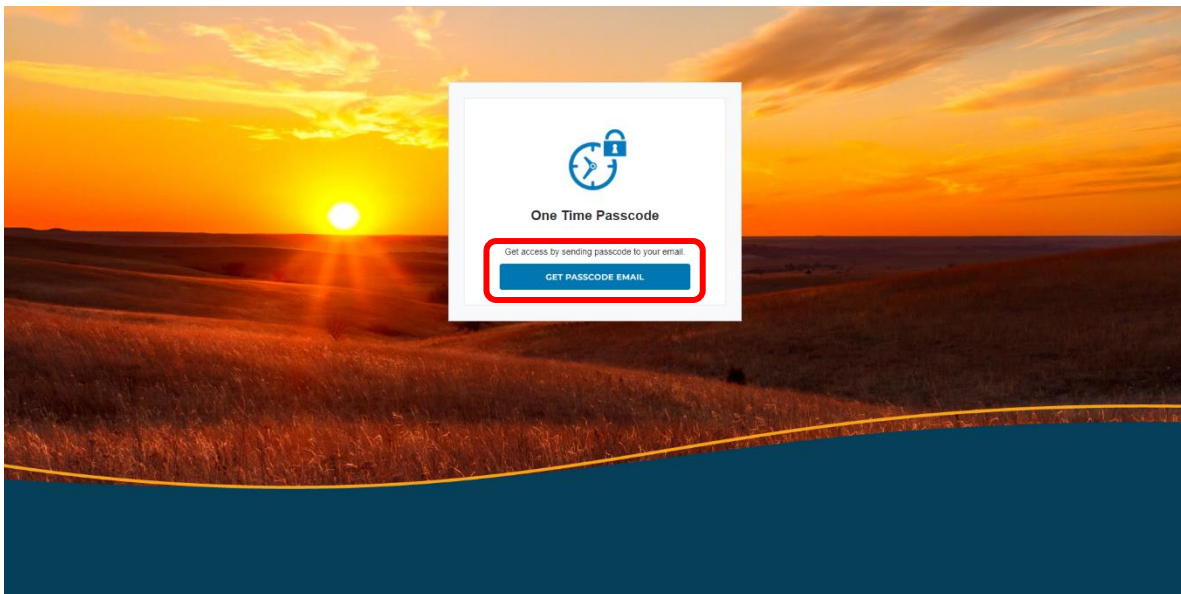 One Time Passcode
Get access by sending passcode to your email.
GET PASSCODE EMAIL